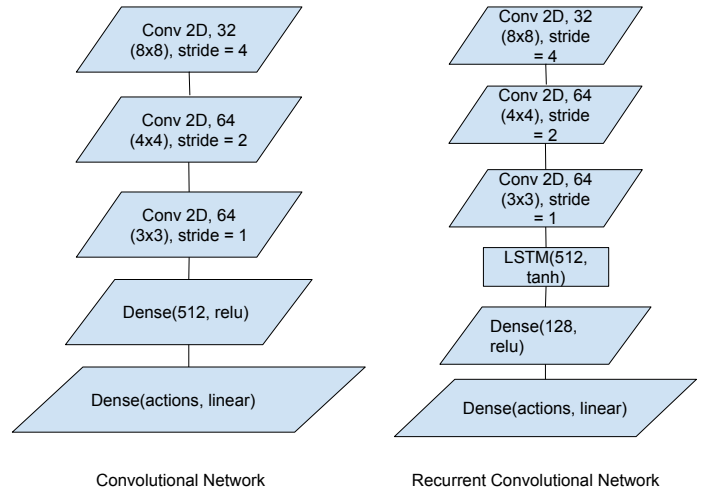 Conv 2D, 32
(8x8), stride = 4
Conv 2D, 64
(4x4), stride = 2
Conv 2D, 64
(3x3), stride = 1
Dense(512, relu)
Dense(actions, linear)
Convolutional Network
Conv 2D, 32
(8x8), stride
= 4
Conv 2D, 64
(4x4), stride
= 2
Conv 2D, 64
(3x3), stride
= 1
LSTM(512,
tanh)
Dense(128,
relu)
Dense(actions, linear)
Recurrent Convolutional Network